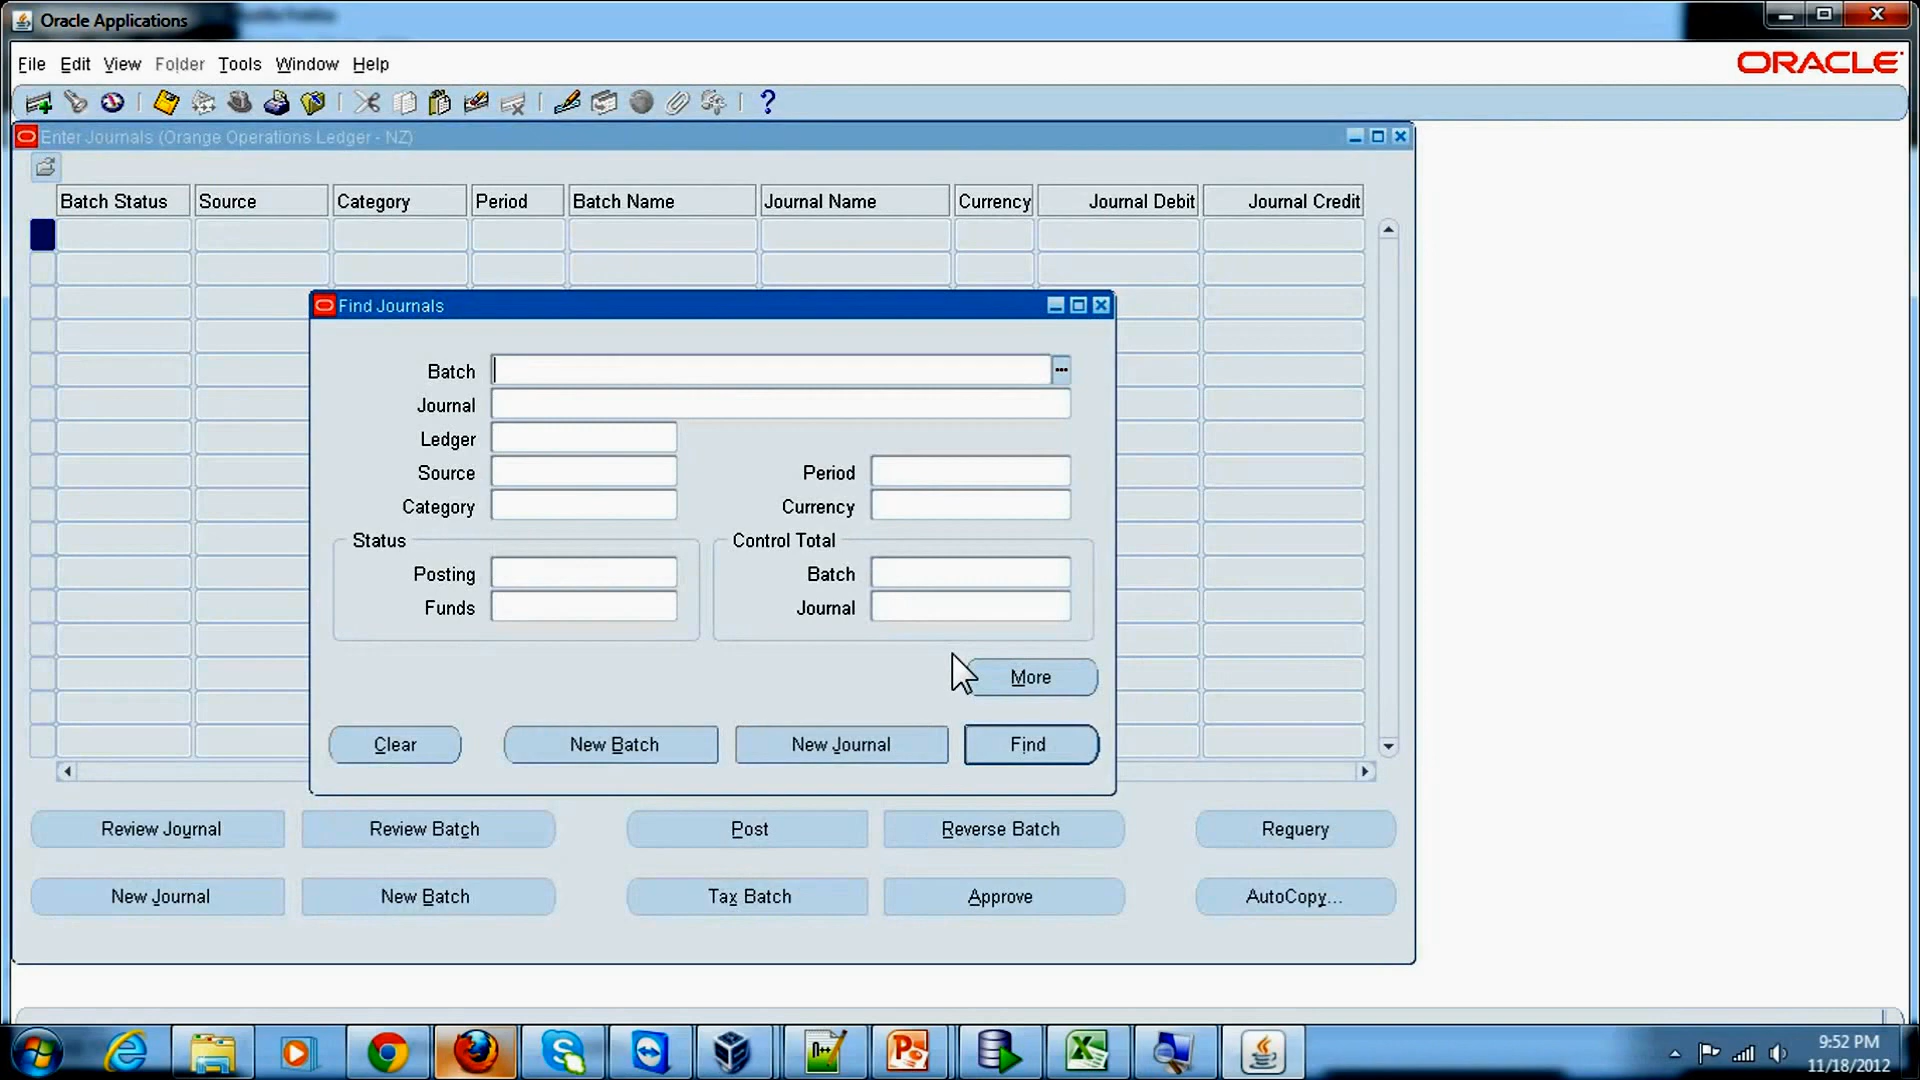 Oracle Applications
File Edit View Folder Tools Window Help
ORACLE
Enter Journals (Orange Operations Ledger - NZ)
Batch Status Source Category Period Batch Name Journal Name Currency Journal Debit Journal Credit
Find Journals
Batch
Journal
Ledger
Source Period
Category Currency
Status Control Total
Posting Batch
Funds Journal
More
Clear New Batch New Journal Find
Review Journal Review Batch Post Reverse Batch Requery
New Journal New Batch Tax Batch Approve AutoCopy...
9:52 PM
11/18/2012